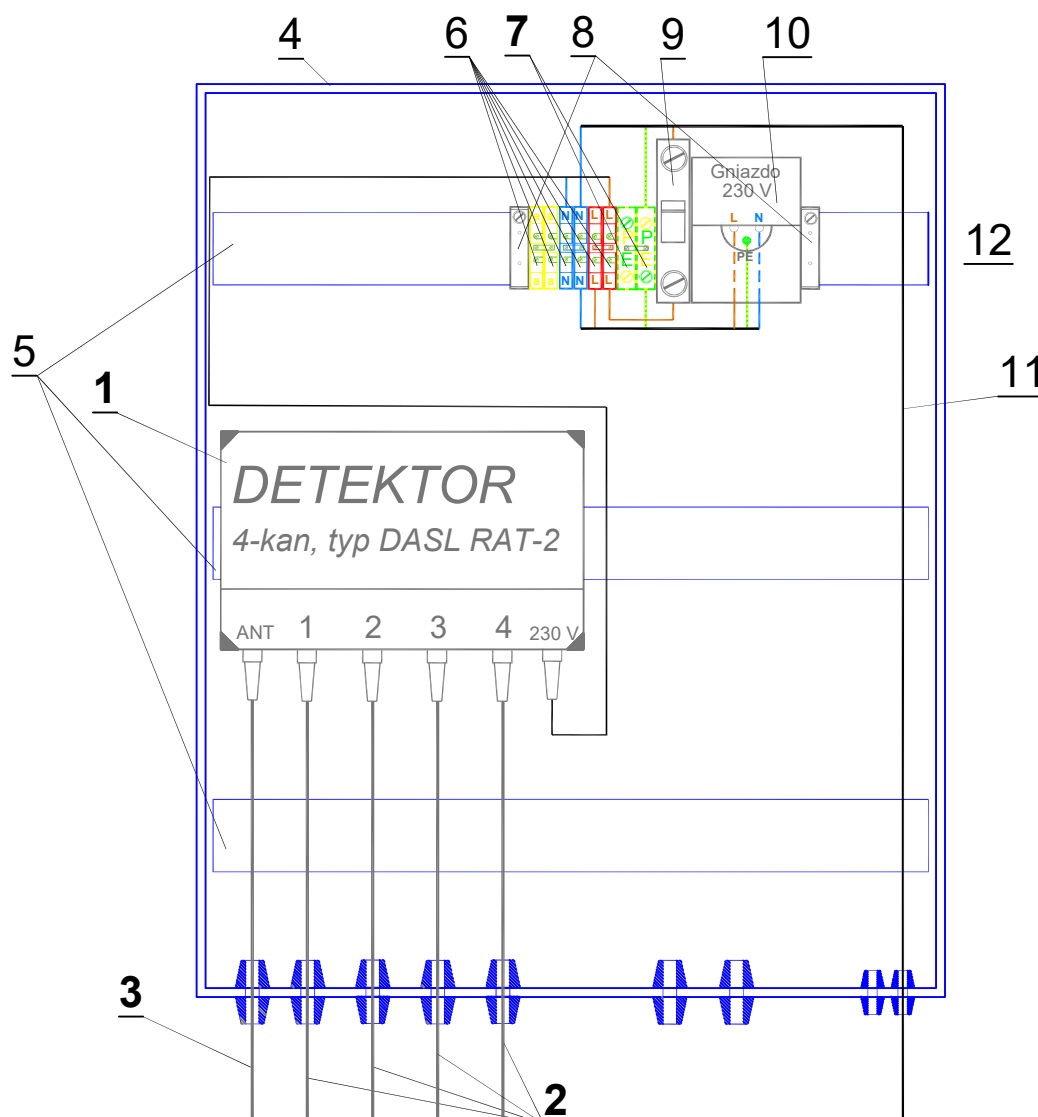 4
6
7
8
9
10
Gniazdo
230 V
a a N N L L P P
L N
E E
PE
a a N N L L
12
5
1
11
DETEKTOR
4-kan, typ DASL RAT-2
ANT 1 2 3 4 230 V
3
2